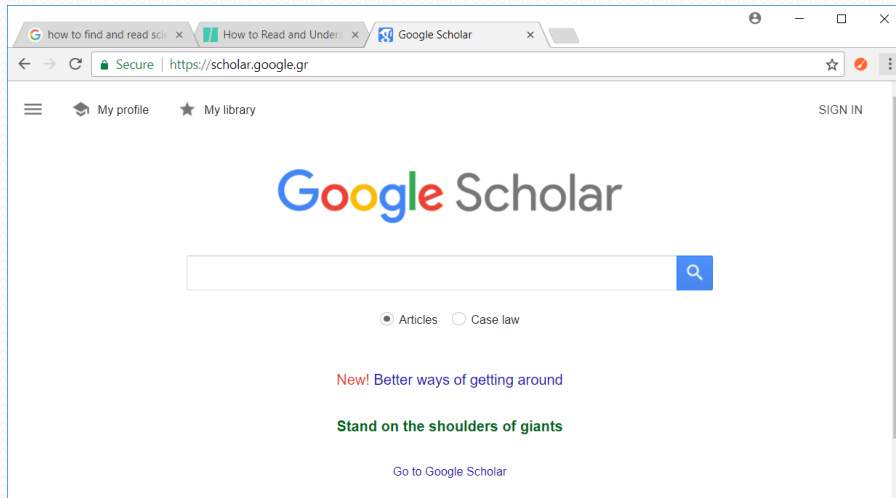 how to find and read scie
How to Read and Unders
Google Scholar
Secure
https://scholar.google.gr
My profile
My library
SIGN IN
Google Scholar
Articles
Case law
New! Better ways of getting around
Stand on the shoulders of giants
Go to Google Scholar